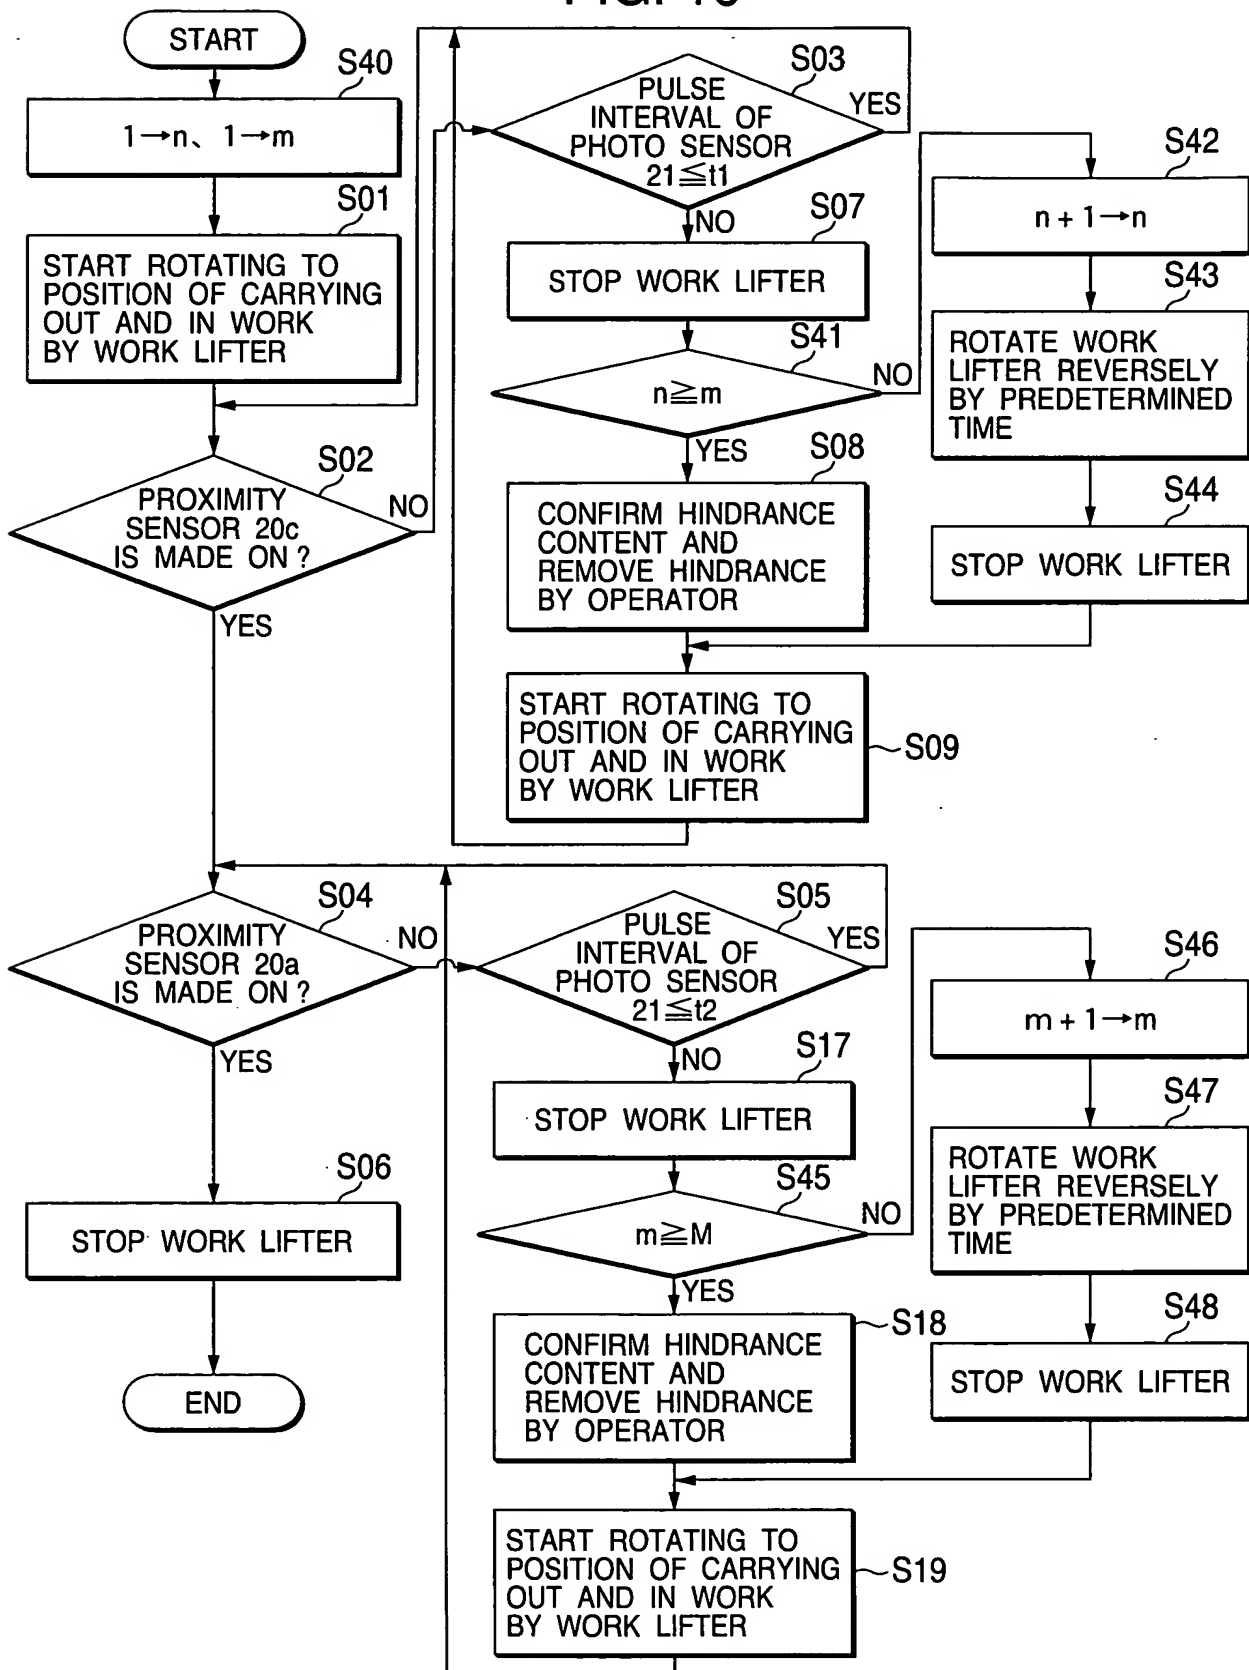 START
S40
1→n、1→m
S01
START ROTATING TO
POSITION OF CARRYING
OUT AND IN WORK
BY WORK LIFTER
S02
PROXIMITY
SENSOR 20c
IS MADE ON ?
NO
YES
S03
PULSE
INTERVAL OF
PHOTO SENSOR
21≦t1
YES
NO
S07
STOP WORK LIFTER
S41
n≧m
NO
YES
S08
CONFIRM HINDRANCE
CONTENT AND
REMOVE HINDRANCE
BY OPERATOR
START ROTATING TO
POSITION OF CARRYING
OUT AND IN WORK
BY WORK LIFTER
S09
S42
n + 1→n
S43
ROTATE WORK
LIFTER REVERSELY
BY PREDETERMINED
TIME
S44
STOP WORK LIFTER
S04
PROXIMITY
SENSOR 20a
IS MADE ON ?
NO
YES
S06
STOP WORK LIFTER
END
S05
PULSE
INTERVAL OF
PHOTO SENSOR
21≦t2
YES
NO
S17
STOP WORK LIFTER
S45
m≧M
NO
YES
S18
CONFIRM HINDRANCE
CONTENT AND
REMOVE HINDRANCE
BY OPERATOR
START ROTATING TO
POSITION OF CARRYING
OUT AND IN WORK
BY WORK LIFTER
S19
S46
m + 1→m
S47
ROTATE WORK
LIFTER REVERSELY
BY PREDETERMINED
TIME
S48
STOP WORK LIFTER